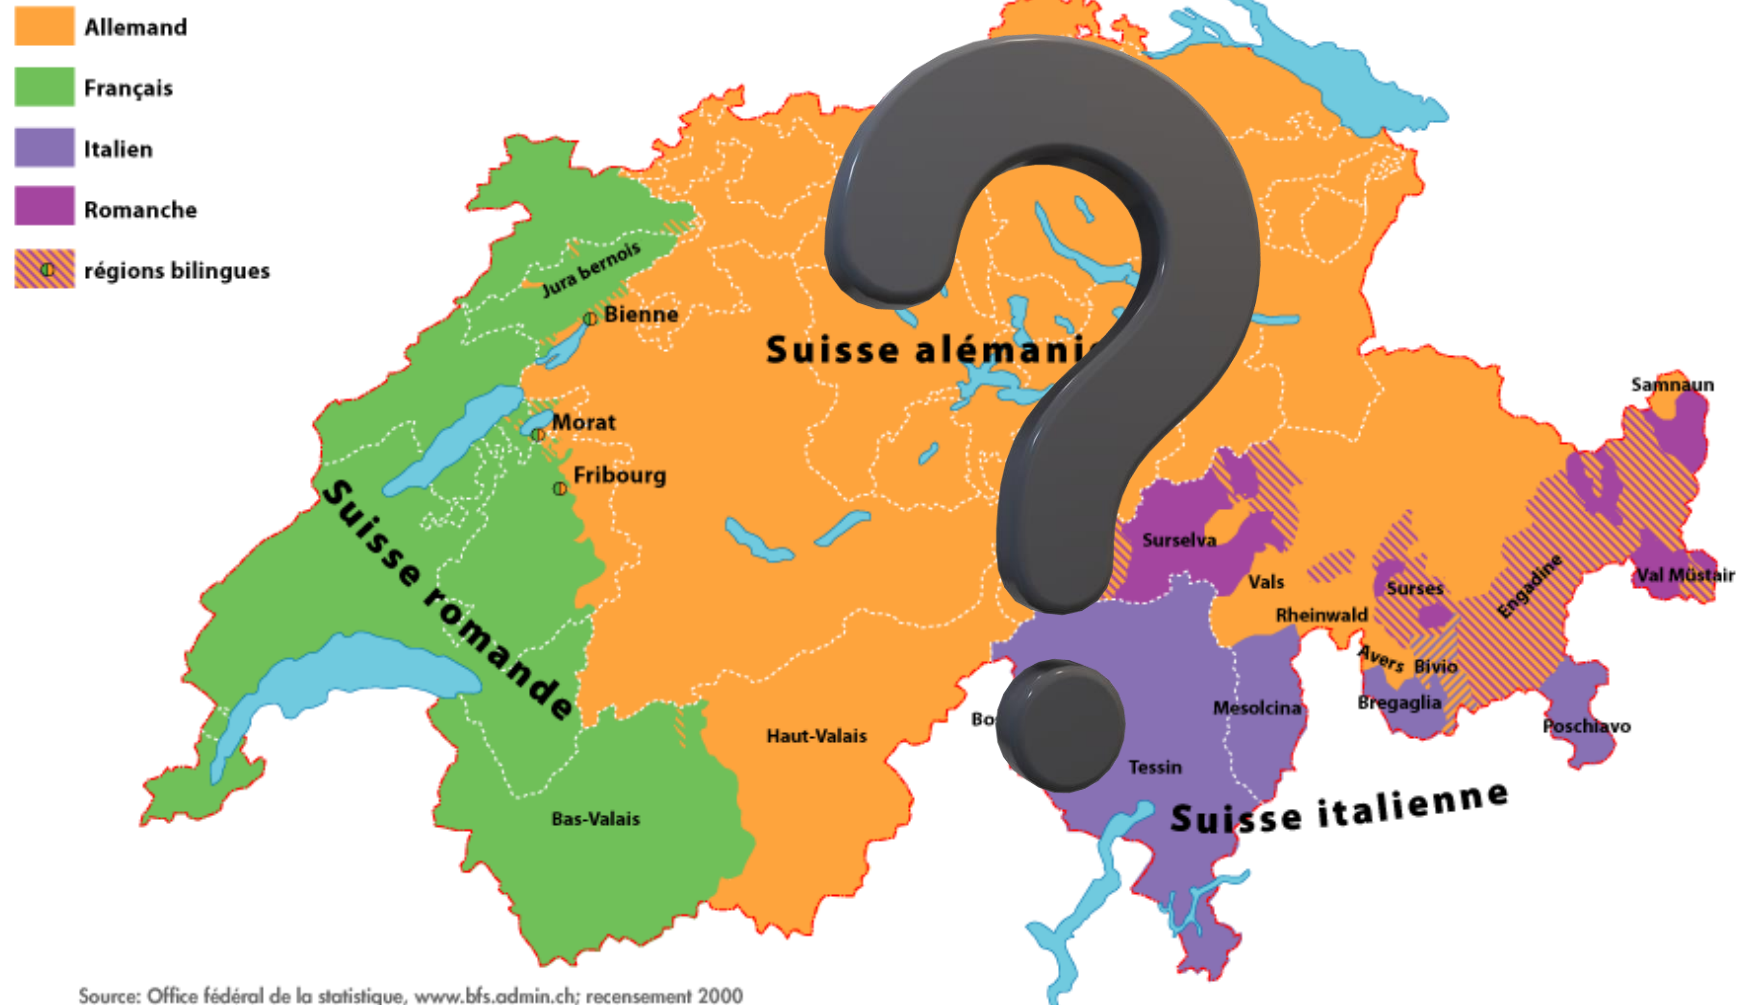 Allemand
Français
Italien
Romanche
régions bilingues
Jura bernois
Bienne
Suisse
Samnaun
Morat
Fribourg
Suisse romande
Surselva
Val Müstair
Vals
Surses
Engadine
Rheinwald
Avers
Bivio
Bregaglia
Mesolcina
Poschiavo
Haut-Valais
Tessin
Suisse italienne
Bas-Valais
Source: Office fédéral de la statistique, www.bfs.admin.ch; recensement 2000